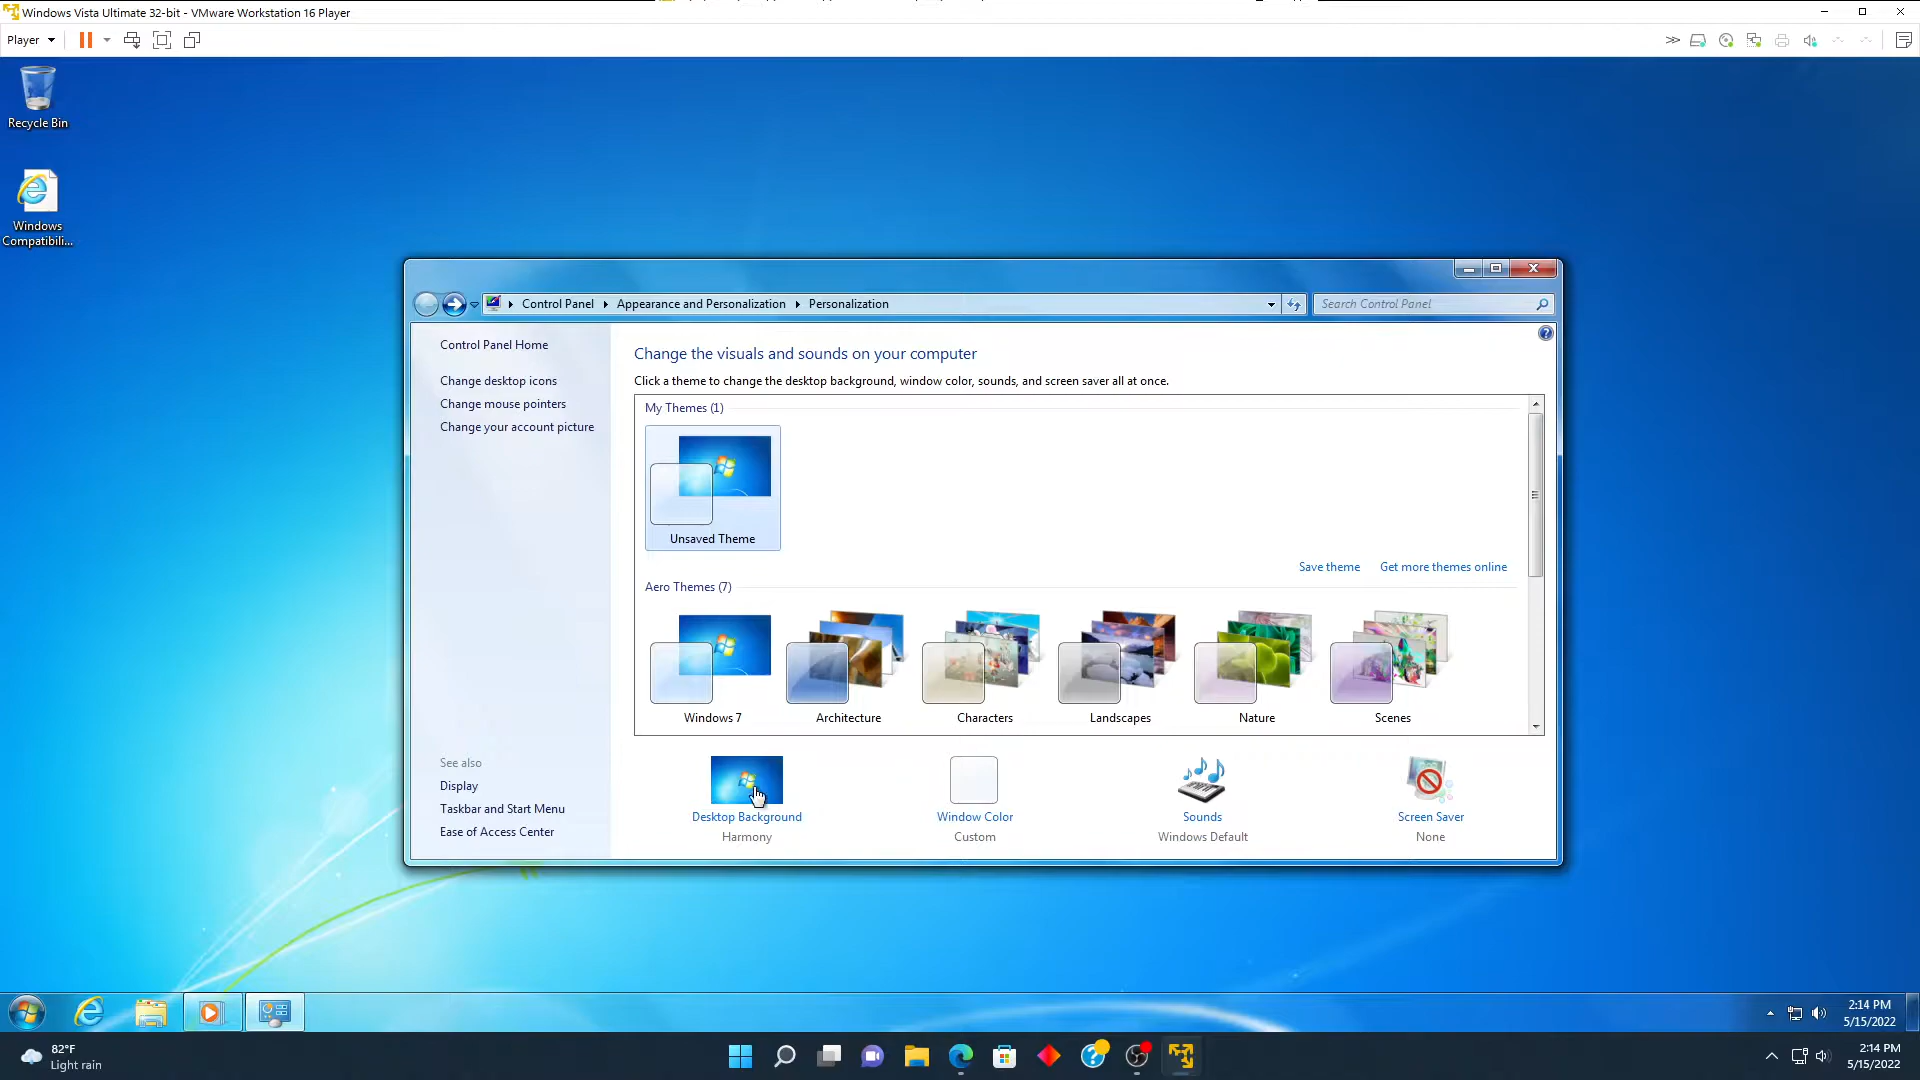 Windows Vista Ultimate 32-bit - VMware Workstation 16 Player
Player
Recycle Bin
Windows
Compatibili...
Control Panel
Appearance and Personalization
Personalization
Search Control Panel
Control Panel Home
Change desktop icons
Change mouse pointers
Change your account picture
Change the visuals and sounds on your computer
Click a theme to change the desktop background, window color, sounds, and screen saver all at once.
My Themes (1)
Unsaved Theme
Save theme
Get more themes online
Aero Themes (7)
Windows 7
Architecture
Characters
Landscapes
Nature
Scenes
See also
Display
Taskbar and Start Menu
Ease of Access Center
Desktop Background
Harmony
Window Color
Custom
Sounds
Windows Default
Screen Saver
None
2:14 PM
5/15/2022
82°F
Light rain
2:14 PM
5/15/2022